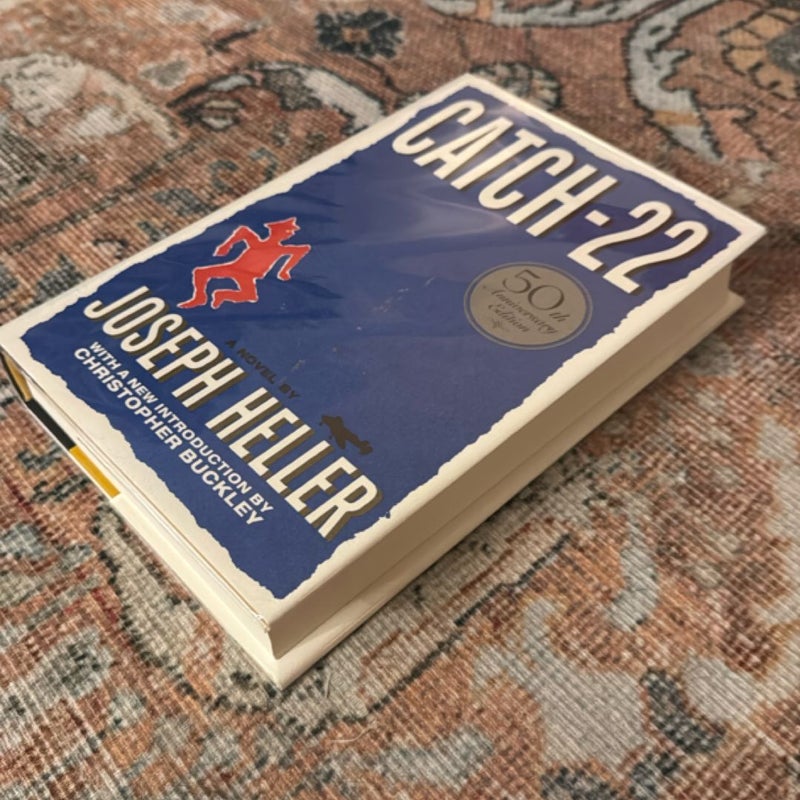 CATCH-22
50th
Anniversary
Edition
A NOVEL BY
JOSEPH HELLER
WITH A NEW INTRODUCTION BY
CHRISTOPHER BUCKLEY